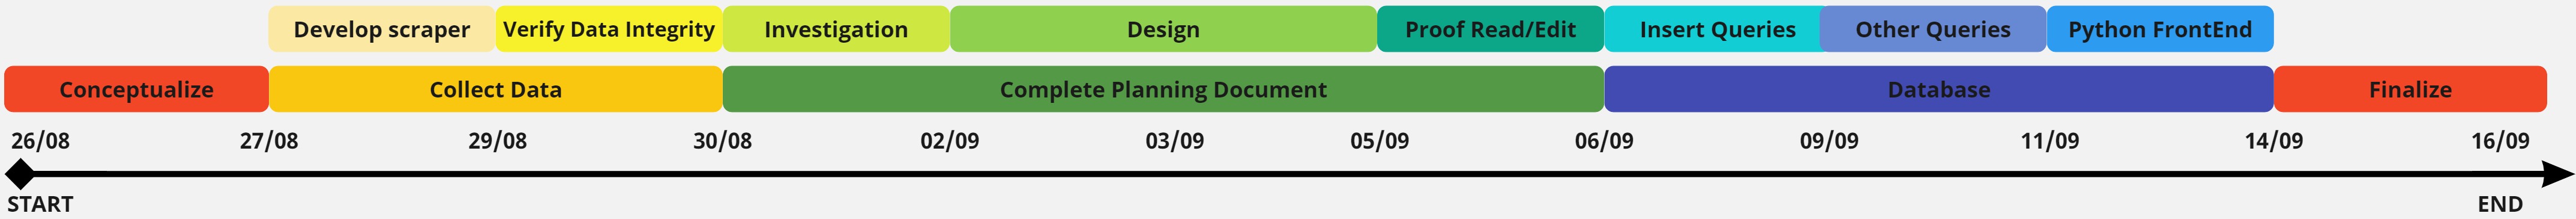 Develop scraper Verify Data Integrity Investigation Design Proof Read/Edit Insert Queries Other Queries Python FrontEnd
Conceptualize Collect Data Complete Planning Document Database Finalize
26/08 27/08 29/08 30/08 02/09 03/09 05/09 06/09 09/09 11/09 14/09 16/09
START END